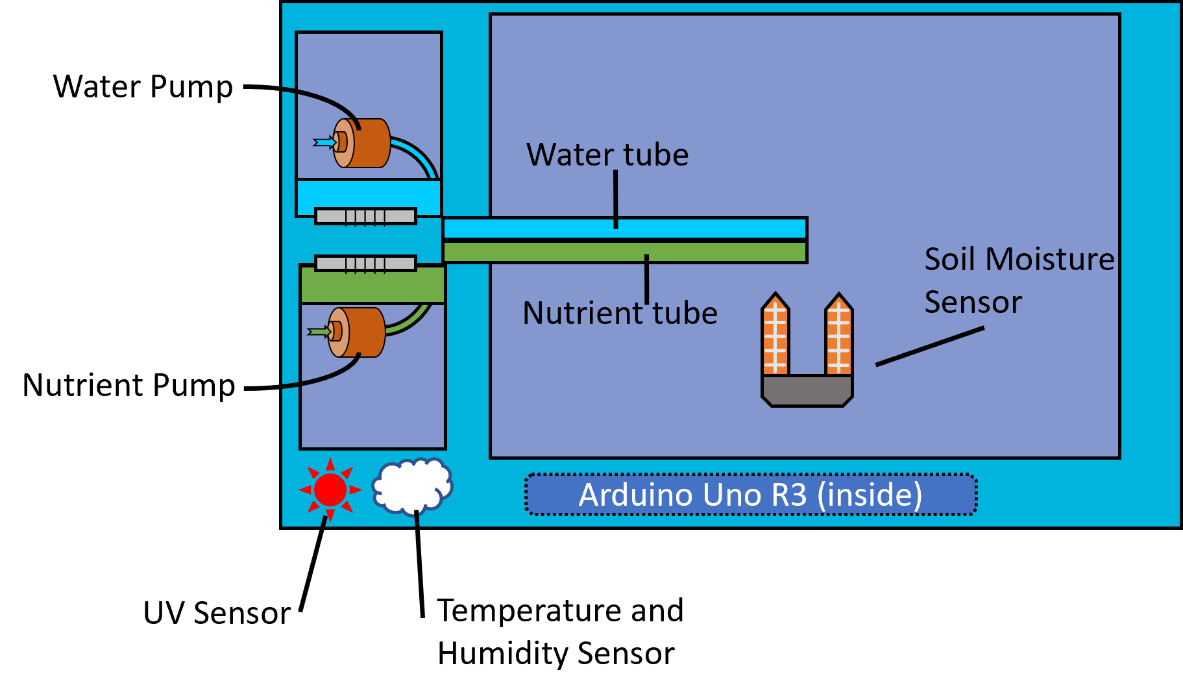 Water Pump
Water tube
Soil Moisture
Sensor
Nutrient tube
Nutrient Pump
Arduino Uno R3 (inside)
UV Sensor
Temperature and
Humidity Sensor